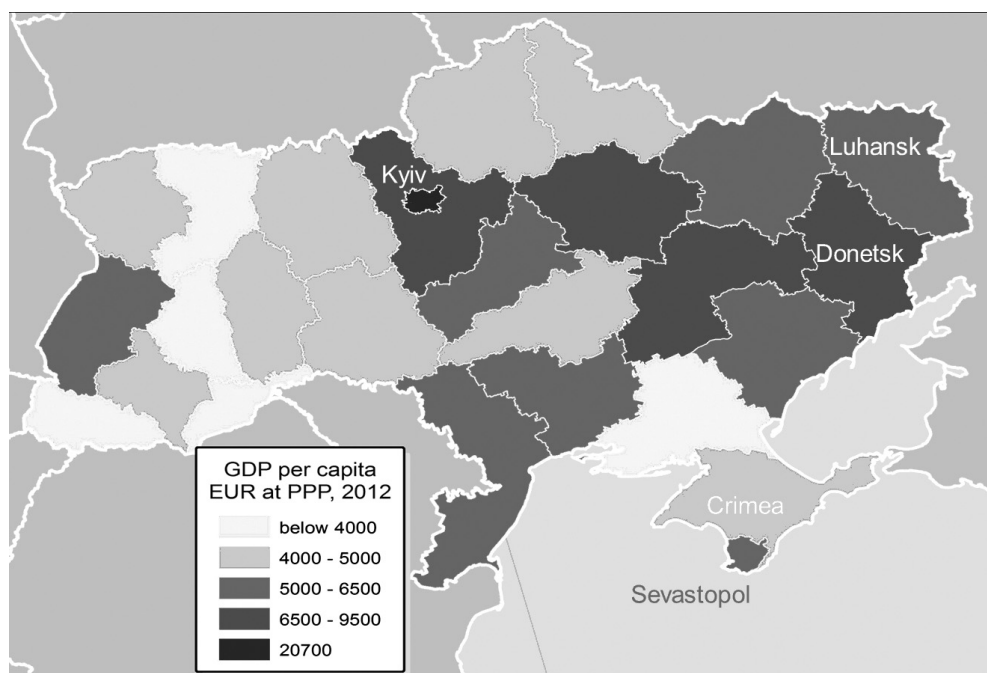 Luhansk
Kyiv
Donetsk
GDP per capita
EUR at PPP, 2012
below 4000
4000 - 5000
5000 - 6500
6500 - 9500
20700
Crimea
Sevastopol